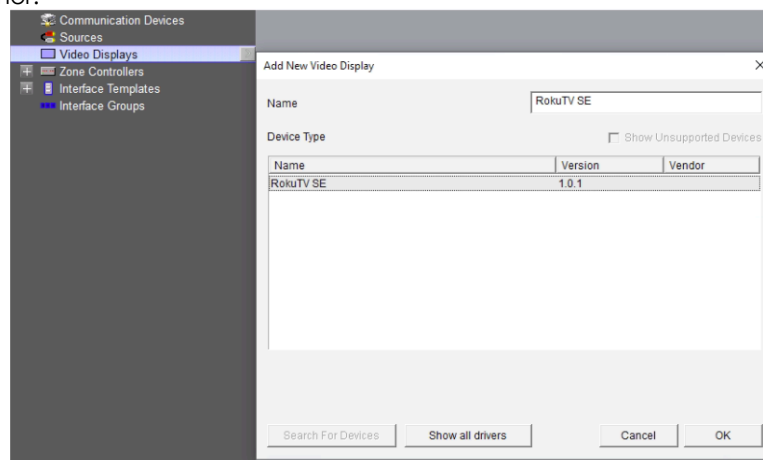 Communication Devices
Sources
Video Displays
Zone Controllers
Interface Templates
Interface Groups
Add New Video Display
Name RokuTV SE
Device Type Show Unsupported Devices
Name Version Vendor
RokuTV SE 1.0.1
Search For Devices Show all drivers Cancel OK